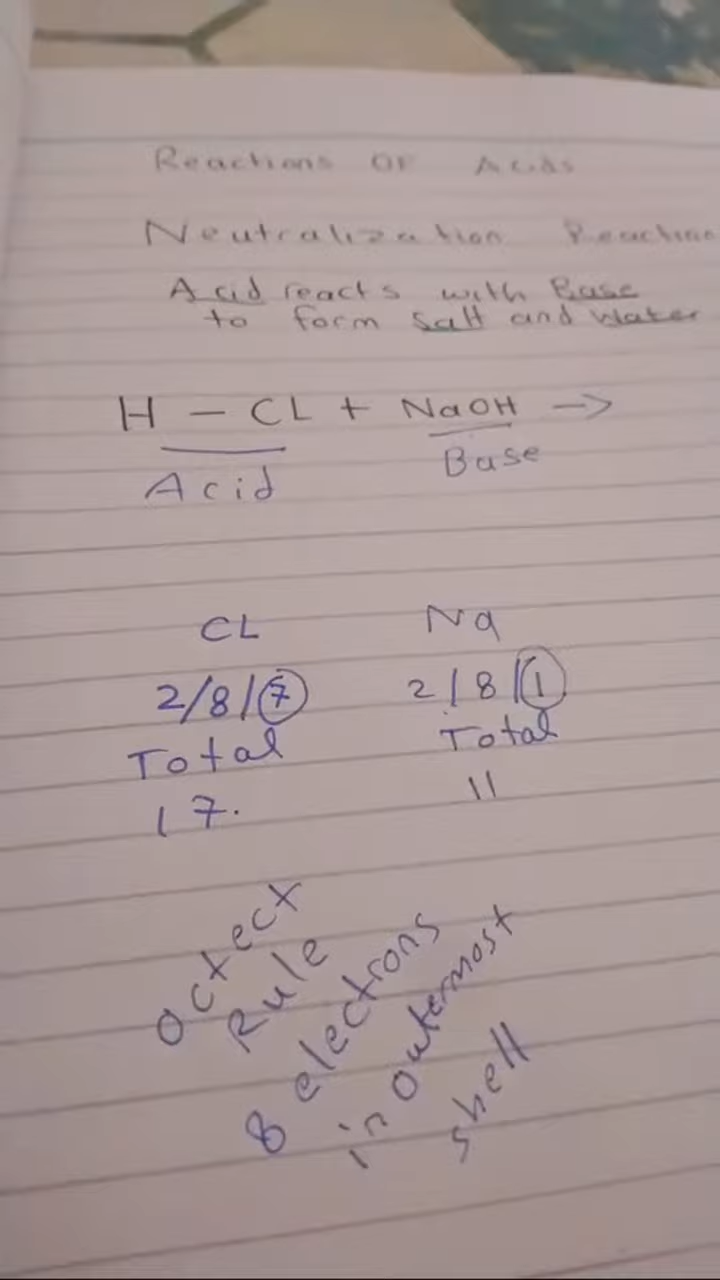 Reactions OF Acids
Neutralization Reaction
Acid reacts with Base
to form salt and water
H - CL + NaOH ->
Acid Base
CL Na
2/8/7 2/8/1
Total Total
17. 11
Octect
Rule
8 electrons
in outermost
shell